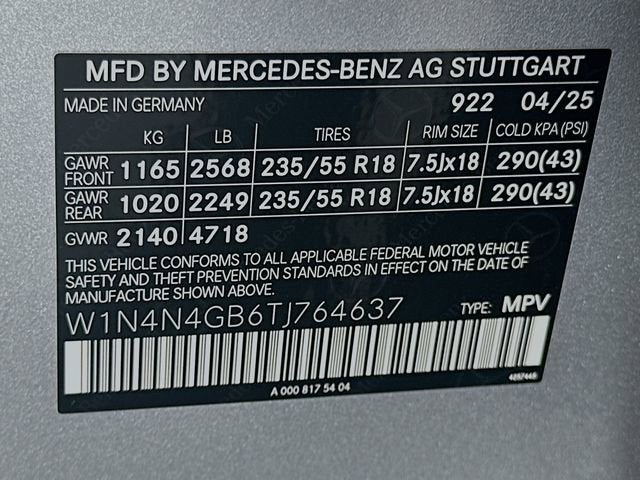 MFD BY MERCEDES-BENZ AG STUTTGART
MADE IN GERMANY 922 04/25
KG LB TIRES RIM SIZE COLD KPA (PSI)
GAWR FRONT 1165 2568 235/55 R18 7.5Jx18 290(43)
GAWR REAR 1020 2249 235/55 R18 7.5Jx18 290(43)
GVWR 2140 4718
THIS VEHICLE CONFORMS TO ALL APPLICABLE FEDERAL MOTOR VEHICLE
SAFETY AND THEFT PREVENTION STANDARDS IN EFFECT ON THE DATE OF
MANUFACTURE SHOWN ABOVE.
W1N4N4GB6TJ764637 TYPE: MPV
A 000 817 54 04